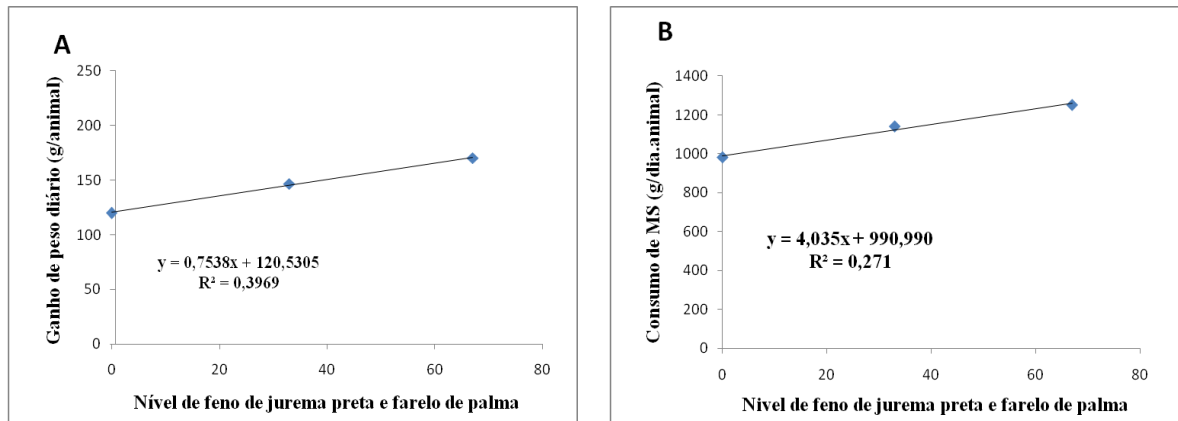 A
Ganho de peso diário (g/animal)
250
200
150
100
50
0
y = 0,7538x + 120,5305
R² = 0,3969
0 20 40 60 80
Nível de feno de jurema preta e farelo de palma
B
Consumo de MS (g/dia.animal)
1400
1200
1000
800
600
400
200
0
y = 4,035x + 990,990
R² = 0,271
0 20 40 60 80
Nivel de feno de jurema preta e farelo de palma